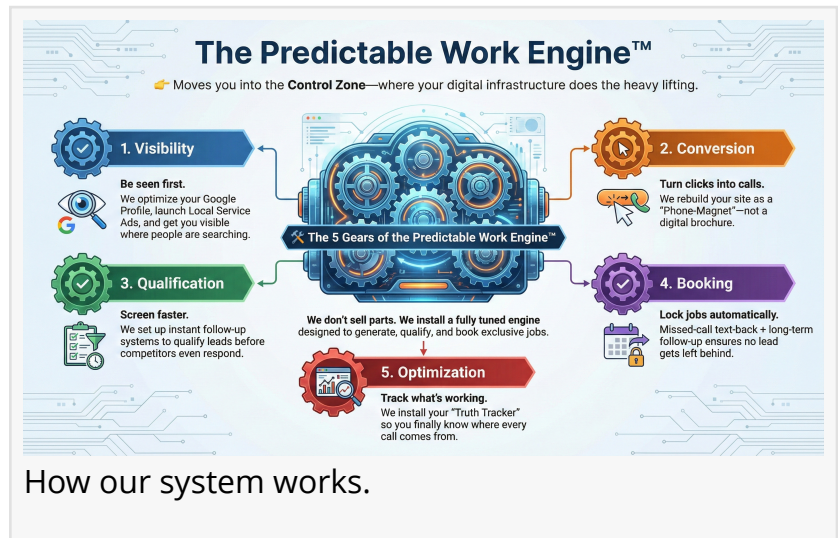 The Predictable Work Engine™
👉 Moves you into the Control Zone—where your digital infrastructure does the heavy lifting.
1. Visibility
Be seen first.
We optimize your Google
Profile, launch Local Service
Ads, and get you visible
where people are searching.
2. Conversion
Turn clicks into calls.
We rebuild your site as a
"Phone-Magnet"—not a
digital brochure.
🛠️ The 5 Gears of the Predictable Work Engine™
3. Qualification
Screen faster.
We set up instant follow-up
systems to qualify leads before
competitors even respond.
4. Booking
Lock jobs automatically.
Missed-call text-back + long-term
follow-up ensures no lead
gets left behind.
We don't sell parts. We install a fully tuned engine
designed to generate, qualify, and book exclusive jobs.
5. Optimization
Track what's working.
We install your "Truth Tracker"
so you finally know where every
call comes from.
How our system works.